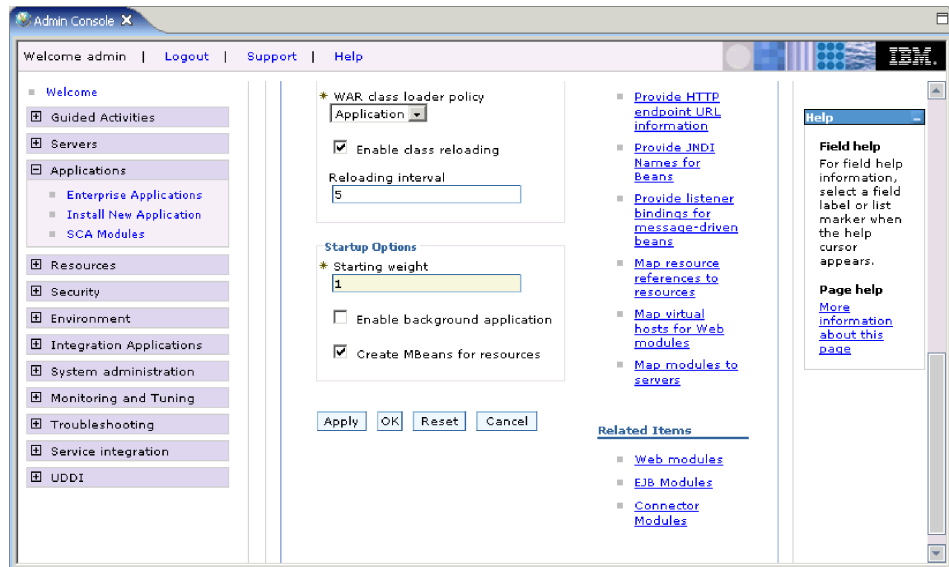 Admin Console
Welcome admin | Logout | Support | Help
IBM.
Welcome
Guided Activities
Servers
Applications
Enterprise Applications
Install New Application
SCA Modules
Resources
Security
Environment
Integration Applications
System administration
Monitoring and Tuning
Troubleshooting
Service integration
UDDI
* WAR class loader policy
Application
Enable class reloading
Reloading interval
5
Startup Options
* Starting weight
1
Enable background application
Create MBeans for resources
Apply OK Reset Cancel
Provide HTTP
endpoint URL
information
Provide JNDI
Names for
Beans
Provide listener
bindings for
message-driven
beans
Map resource
references to
resources
Map virtual
hosts for Web
modules
Map modules to
servers
Related Items
Web modules
EJB Modules
Connector
Modules
Help
Field help
For field help
information,
select a field
label or list
marker when
the help
cursor
appears.
Page help
More
information
about this
page